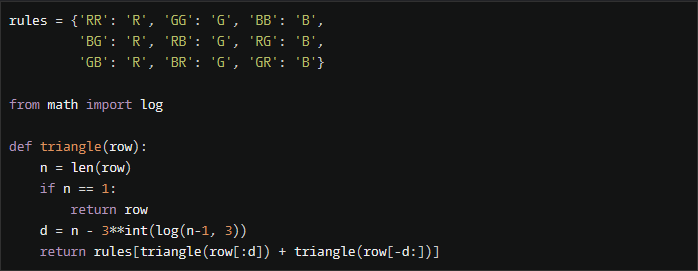 rules = {'RR': 'R', 'GG': 'G', 'BB': 'B',
         'BG': 'R', 'RB': 'G', 'RG': 'B',
         'GB': 'R', 'BR': 'G', 'GR': 'B'}

from math import log

def triangle(row):
    n = len(row)
    if n == 1:
        return row
    d = n - 3**int(log(n-1, 3))
    return rules[triangle(row[:d]) + triangle(row[-d:])]